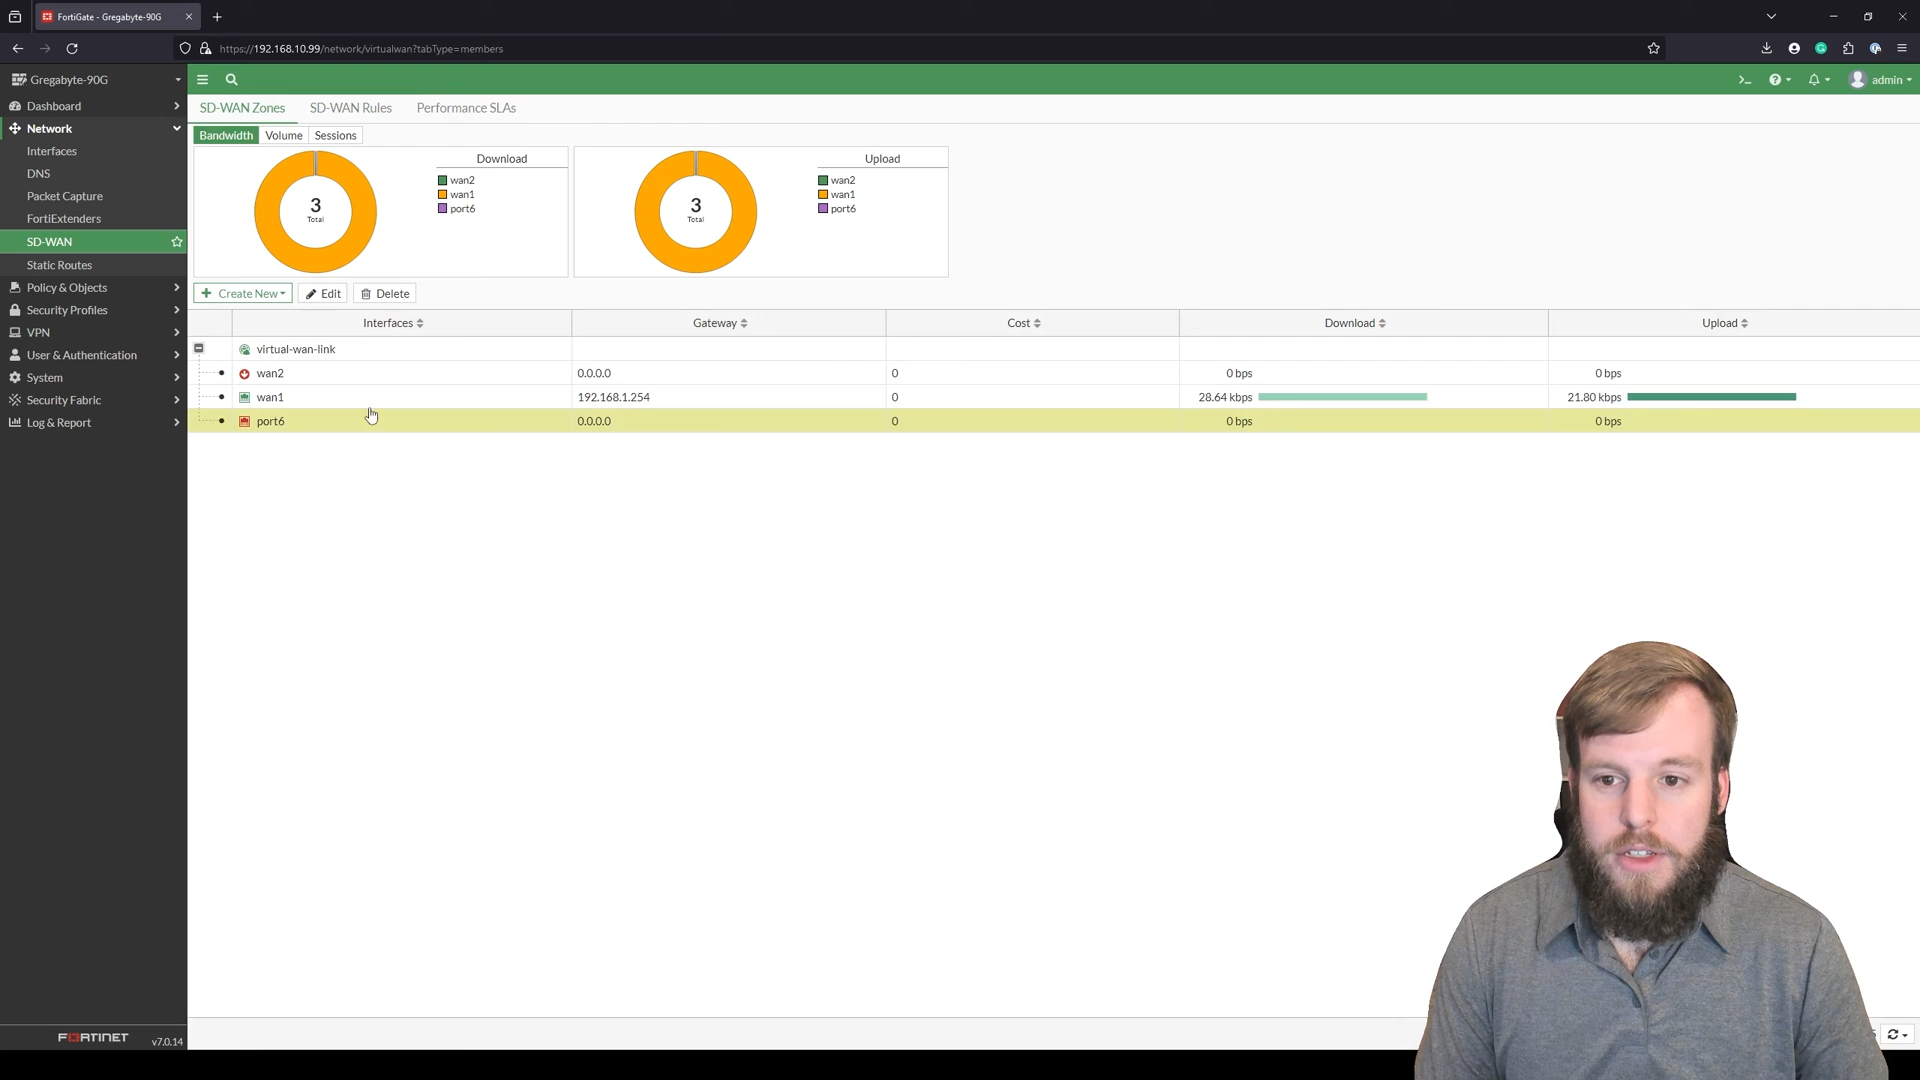 FortiGate - Gregabyte-90G
https://192.168.10.99/network/virtualwan?tabType=members
Gregabyte-90G
admin
Dashboard
Network
Interfaces
DNS
Packet Capture
FortiExtenders
SD-WAN
Static Routes
Policy & Objects
Security Profiles
VPN
User & Authentication
System
Security Fabric
Log & Report
FORTINET v7.0.14
SD-WAN Zones SD-WAN Rules Performance SLAs
Bandwidth Volume Sessions
3
Total
Download
wan2
wan1
port6
3
Total
Upload
wan2
wan1
port6
Create New Edit Delete
Interfaces Gateway Cost Download Upload
virtual-wan-link
wan2 0.0.0.0 0 0 bps 0 bps
wan1 192.168.1.254 0 28.64 kbps 21.80 kbps
port6 0.0.0.0 0 0 bps 0 bps